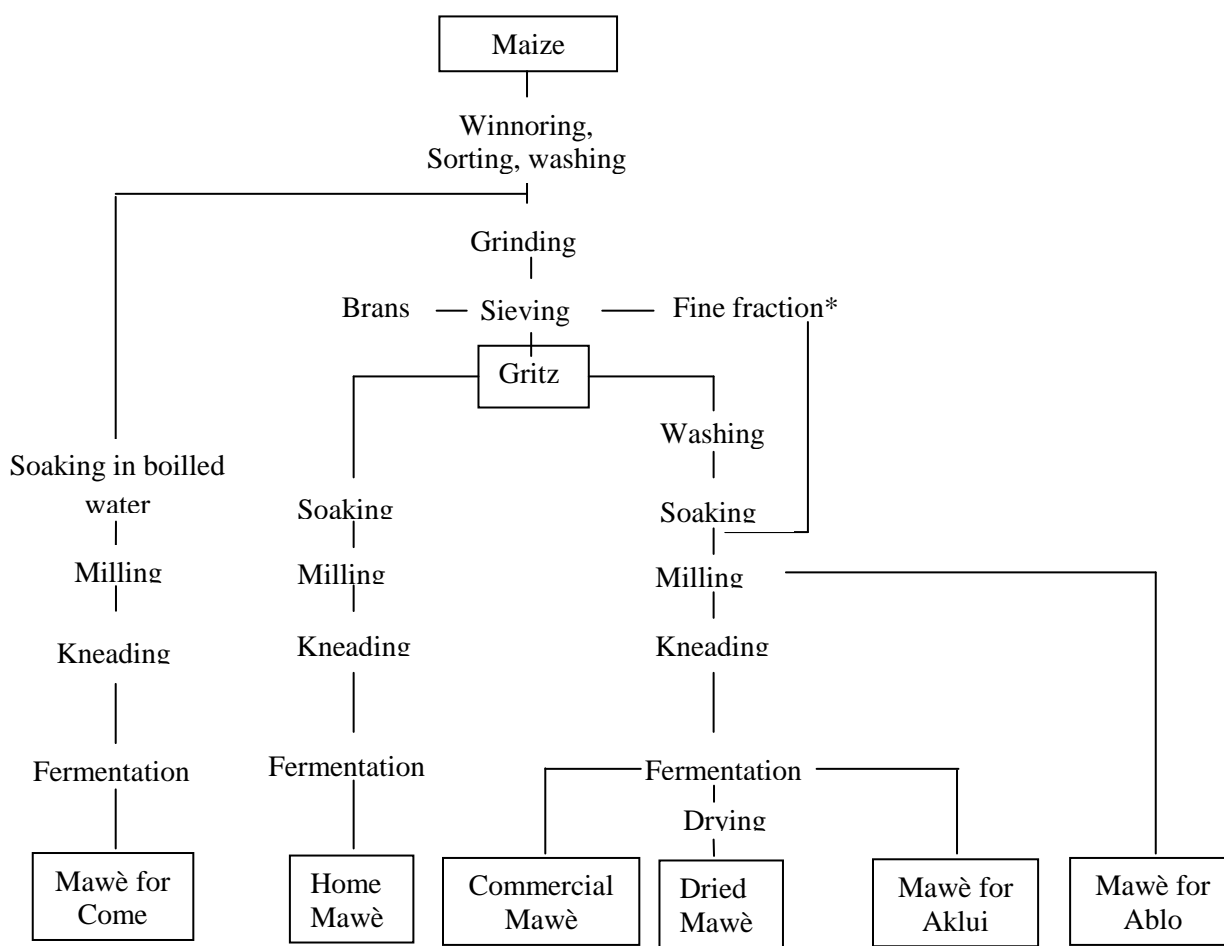 Maize
Winnoring,
Sorting, washing
Grinding
Brans
Sieving
Fine fraction*
Gritz
Washing
Soaking in boilled
water
Soaking
Soaking
Milling
Milling
Milling
Kneading
Kneading
Kneading
Fermentation
Fermentation
Fermentation
Drying
Mawè for
Come
Home
Mawè
Commercial
Mawè
Dried
Mawè
Mawè for
Aklui
Mawè for
Ablo